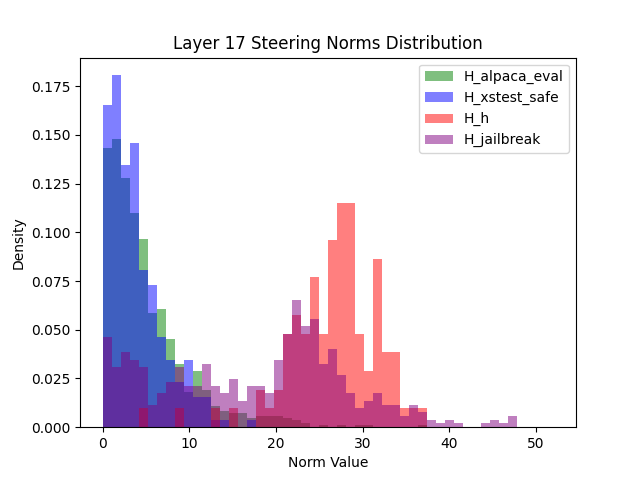 Layer 17 Steering Norms Distribution
H_alpaca_eval
H_xstest_safe
H_h
H_jailbreak
0.175
0.150
0.125
0.100
0.075
0.050
0.025
0.000
Density
0 10 20 30 40 50
Norm Value